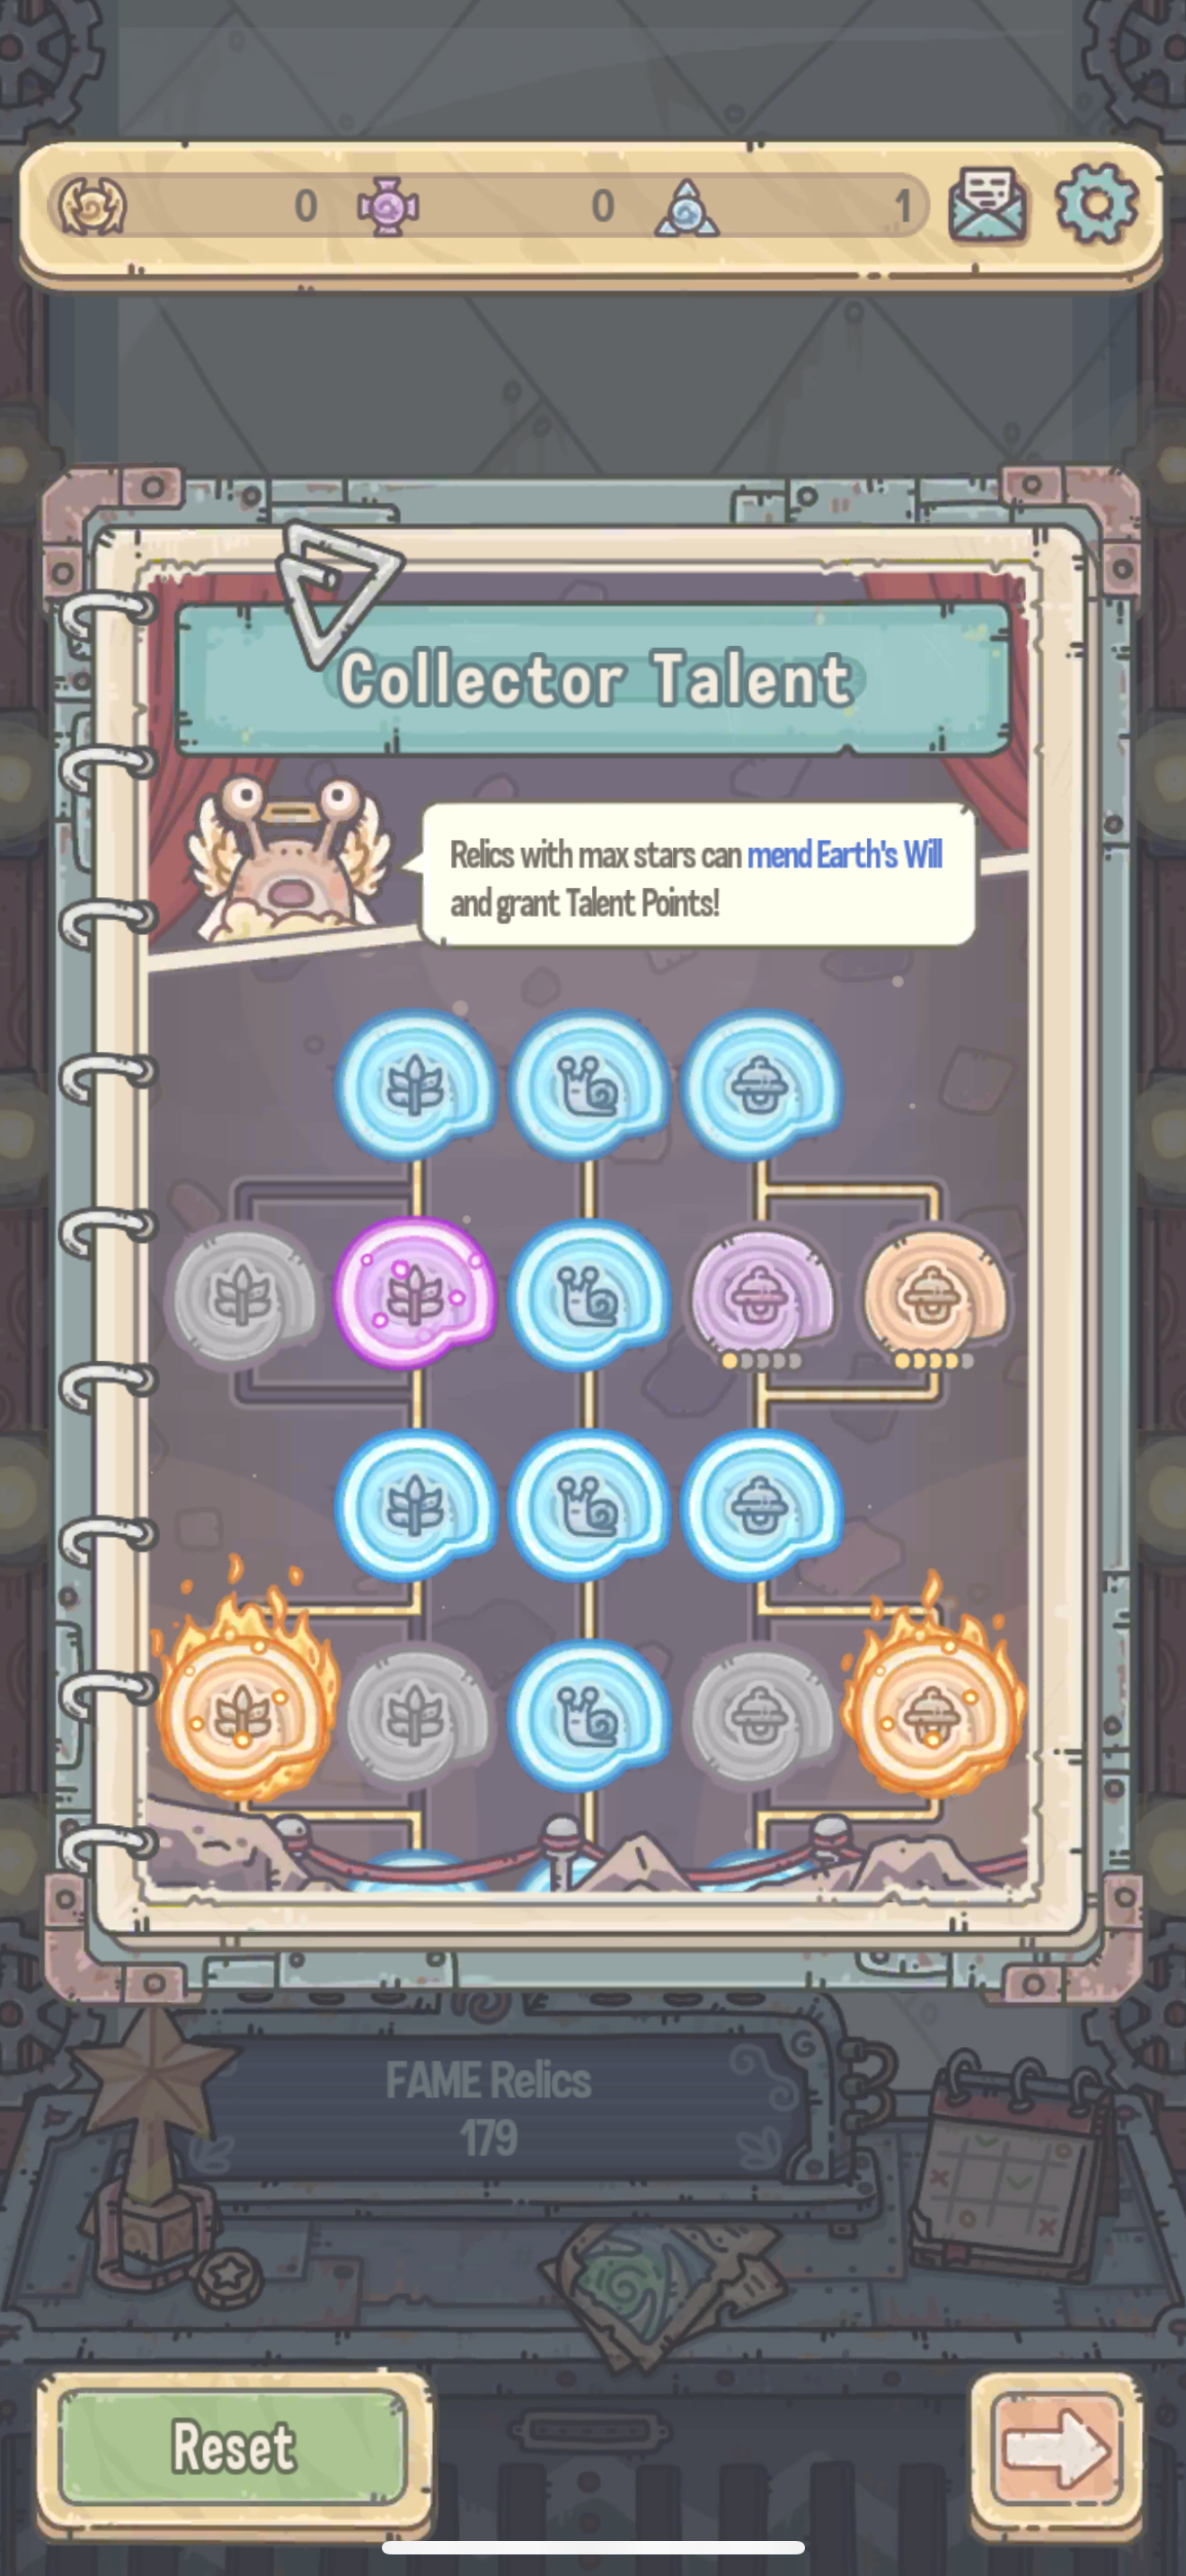 0 0 1
Collector Talent
Relics with max stars can mend Earth's Will
and grant Talent Points!
FAME Relics
179
Reset